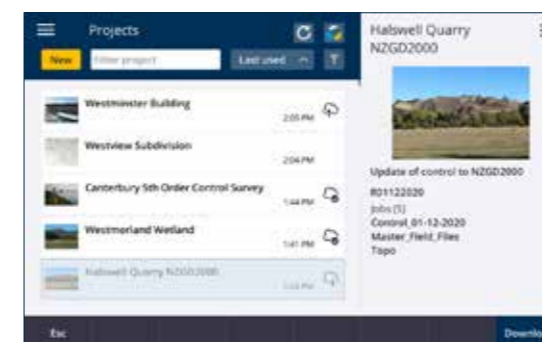 Projects
New
Filter project
Last used
Westminster Building
2:05 PM
Westview Subdivision
2:04 PM
Canterbury 5th Order Control Survey
1:44 PM
Westmorland Wetland
1:41 PM
Halswell Quarry NZGD2000
Esc
Halswell Quarry
NZGD2000
Update of control to NZGD2000
R01122020
Jobs (5)
Control_01-12-2020
Master_Field_Files
Topo
Downlo